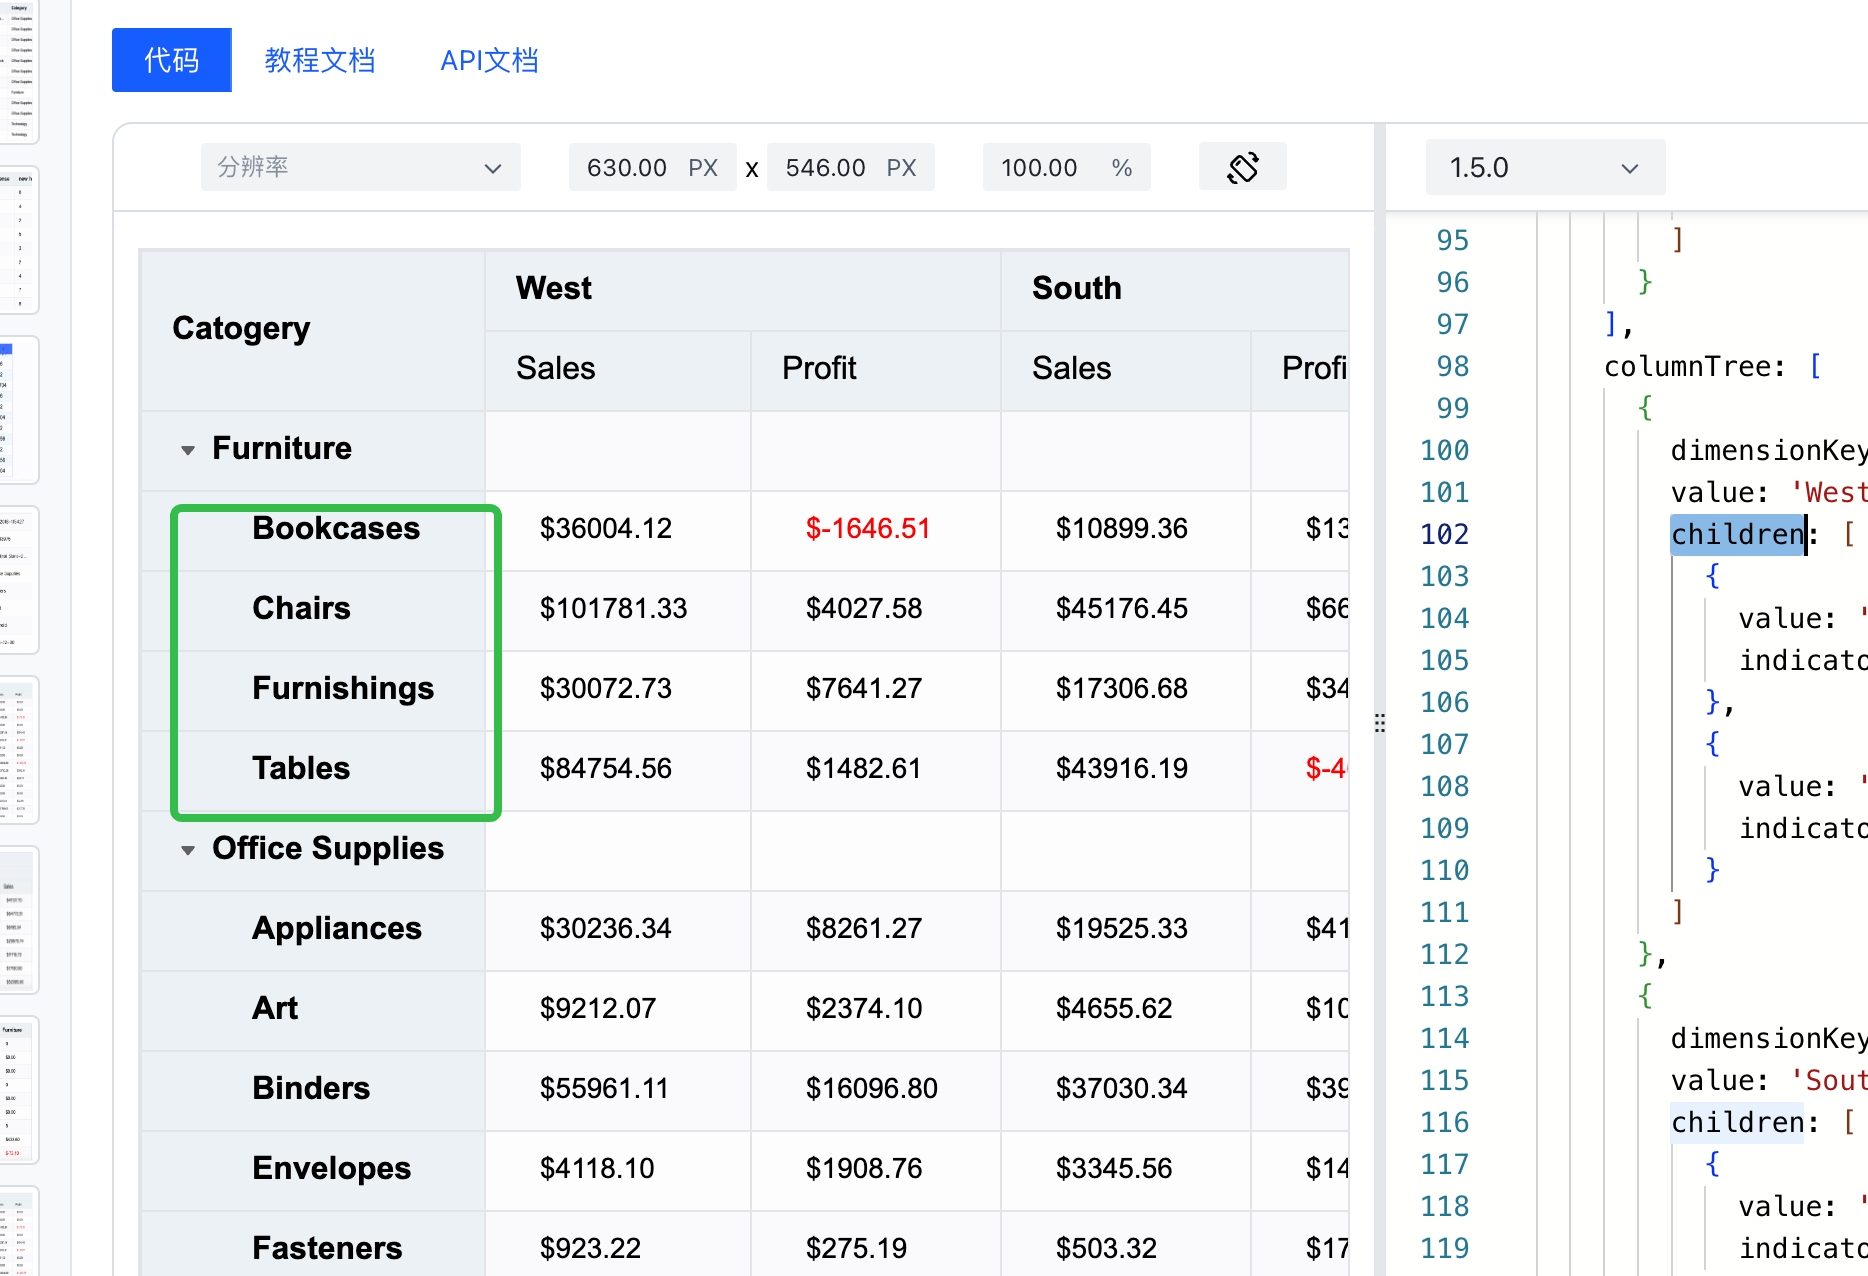 代码 教程文档 API文档
分辨率 630.00 PX x 546.00 PX 100.00 % 1.5.0
Catogery West South
Sales Profit Sales Profi
Furniture
Bookcases $36004.12 $-1646.51 $10899.36 $13
Chairs $101781.33 $4027.58 $45176.45 $66
Furnishings $30072.73 $7641.27 $17306.68 $34
Tables $84754.56 $1482.61 $43916.19 $-4
Office Supplies
Appliances $30236.34 $8261.27 $19525.33 $41
Art $9212.07 $2374.10 $4655.62 $10
Binders $55961.11 $16096.80 $37030.34 $39
Envelopes $4118.10 $1908.76 $3345.56 $14
Fasteners $923.22 $275.19 $503.32 $17
95 ]
96 }
97 ],
98 columnTree: [
99 {
100 dimensionKey
101 value: 'West
102 children: [
103 {
104 value: '
105 indicato
106 },
107 {
108 value: '
109 indicato
110 }
111 ]
112 },
113 {
114 dimensionKey
115 value: 'Sout
116 children: [
117 {
118 value: '
119 indicato